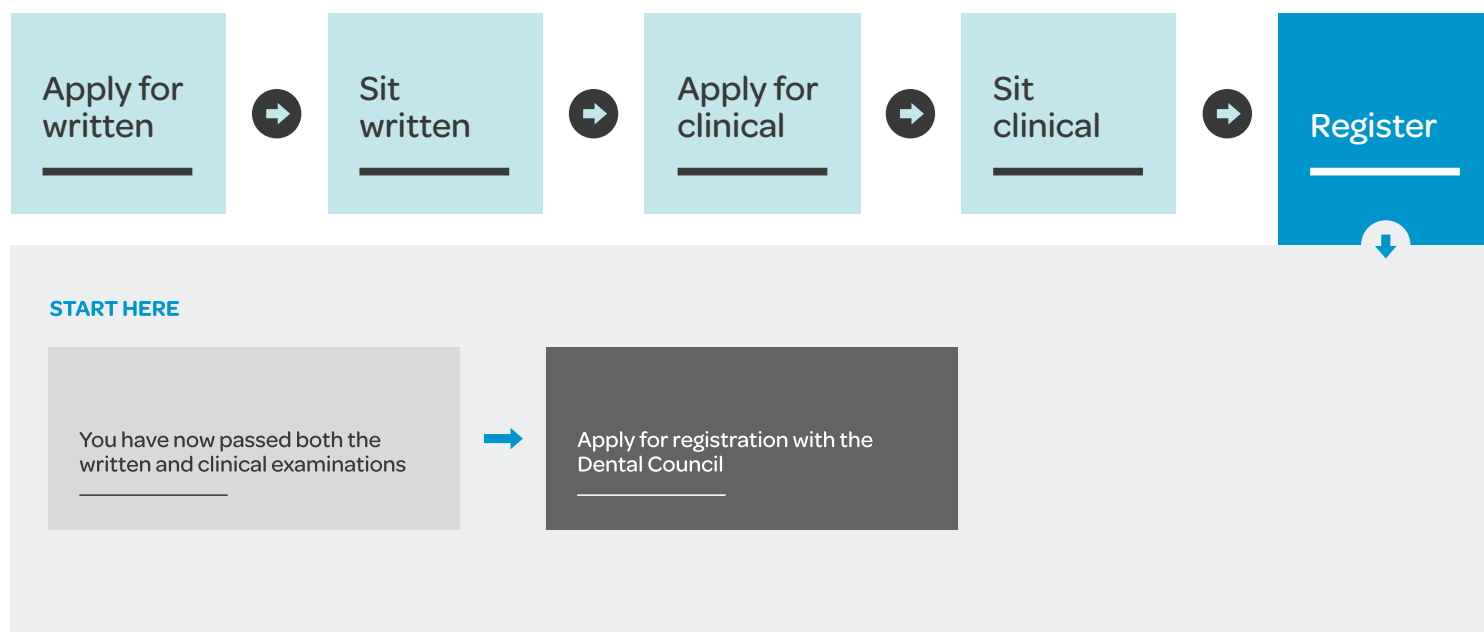 Apply for
written
Sit
written
Apply for
clinical
Sit
clinical
Register
START HERE
You have now passed both the
written and clinical examinations
Apply for registration with the
Dental Council